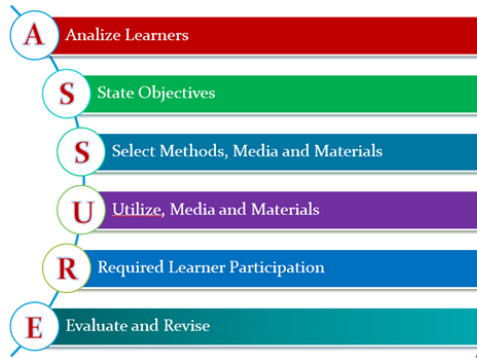 A Analize Learners
S State Objectives
S Select Methods, Media and Materials
U Utilize, Media and Materials
R Required Learner Participation
E Evaluate and Revise